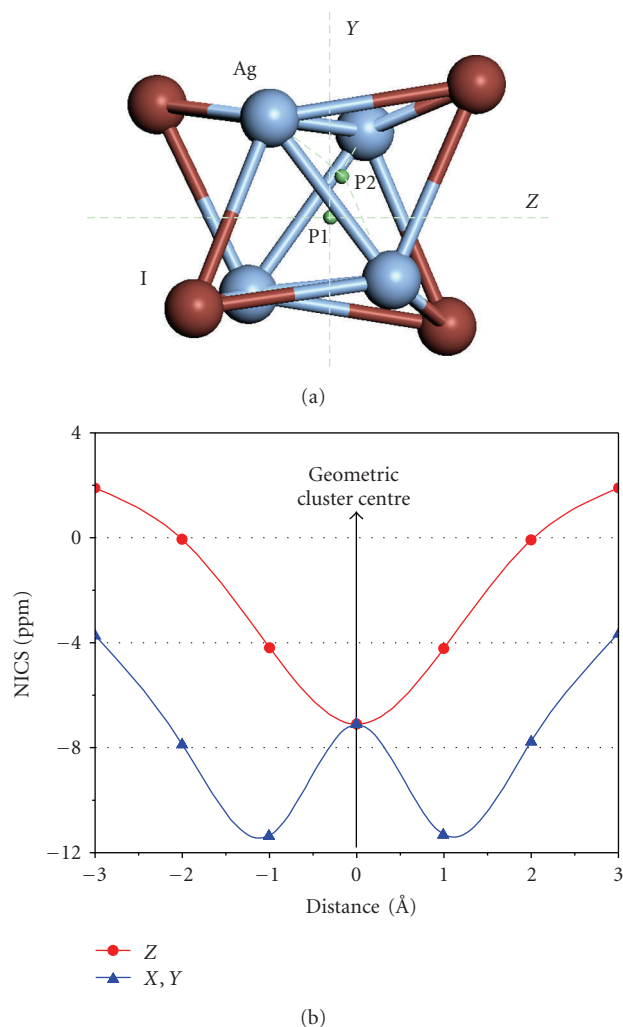 Y
Ag
P2
Z
P1
I
(a)
4
Geometric
cluster centre
0
NICS (ppm)
−4
−8
−12
−3
−2
−1
0
1
2
3
Distance (Å)
Z
X, Y
(b)